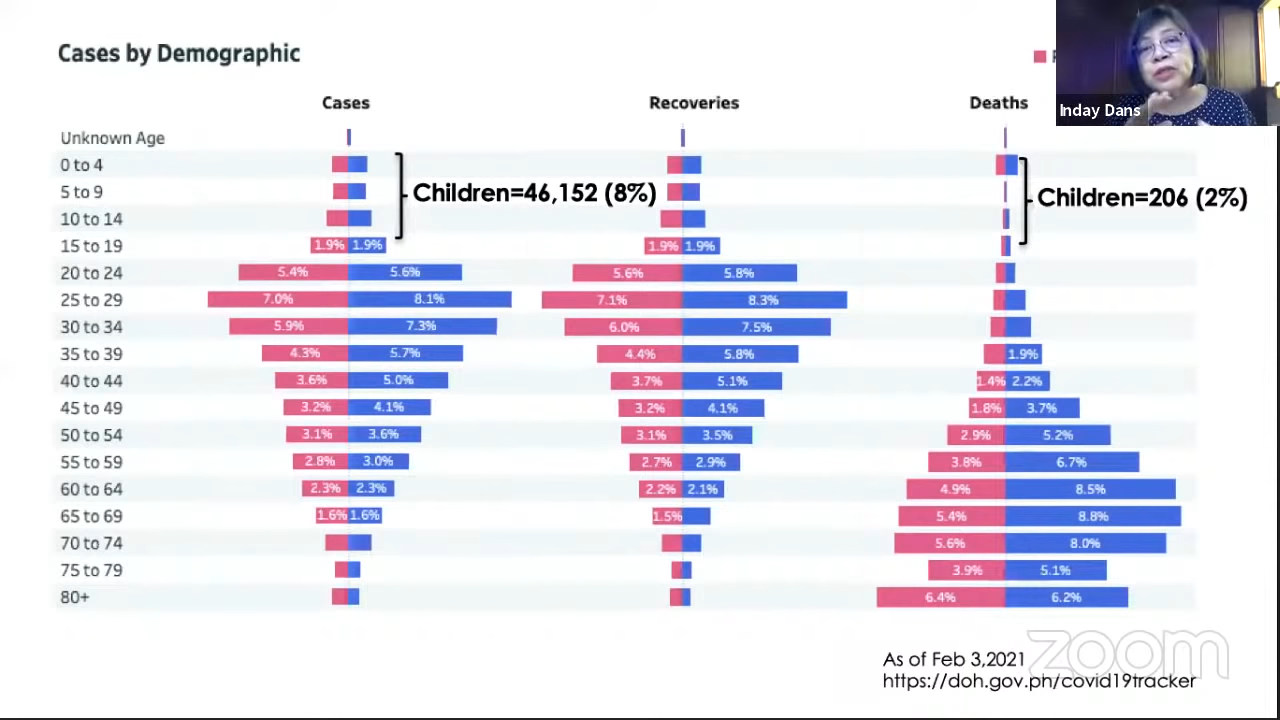 Cases by Demographic
Inday Dans
Cases Recoveries Deaths
Unknown Age
0 to 4
5 to 9 Children=46,152 (8%) Children=206 (2%)
10 to 14
15 to 19 1.9% 1.9% 1.9% 1.9%
20 to 24 5.4% 5.6% 5.6% 5.8%
25 to 29 7.0% 8.1% 7.1% 8.3%
30 to 34 5.9% 7.3% 6.0% 7.5%
35 to 39 4.3% 5.7% 4.4% 5.8% 1.9%
40 to 44 3.6% 5.0% 3.7% 5.1% 1.4% 2.2%
45 to 49 3.2% 4.1% 3.2% 4.1% 1.8% 3.7%
50 to 54 3.1% 3.6% 3.1% 3.5% 2.9% 5.2%
55 to 59 2.8% 3.0% 2.7% 2.9% 3.8% 6.7%
60 to 64 2.3% 2.3% 2.2% 2.1% 4.9% 8.5%
65 to 69 1.6% 1.6% 1.5% 5.4% 8.8%
70 to 74 5.6% 8.0%
75 to 79 3.9% 5.1%
80+ 6.4% 6.2%
As of Feb 3,2021
https://doh.gov.ph/covid19tracker
zoom